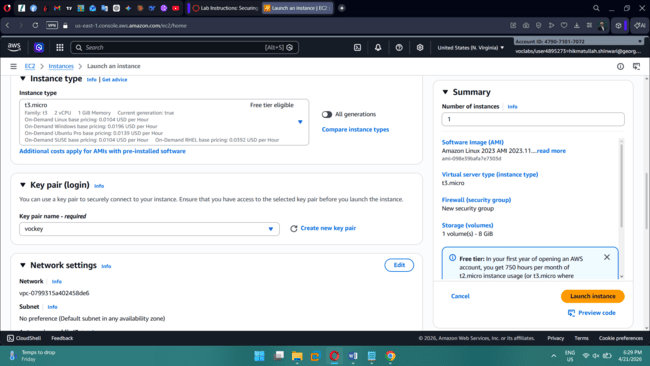 Lab Instructions: Securing
Launch an instance | EC2
VPN
us-east-1.console.aws.amazon.com/ec2/home
aws
Search
[Alt+S]
United States (N. Virginia)
Account ID: 4790-7101-7072
EC2
Instances
Launch an instance
Instance type
Info | Get advice
Instance type
t3.micro
Free tier eligible
Family: t3 2 vCPU 1 GiB Memory Current generation: true
On-Demand Linux base pricing: 0.0104 USD per Hour
On-Demand Windows base pricing: 0.0196 USD per Hour
On-Demand Ubuntu Pro base pricing: 0.0139 USD per Hour
On-Demand SUSE base pricing: 0.0104 USD per Hour On-Demand RHEL base pricing: 0.0392 USD per Hour
All generations
Compare instance types
Additional costs apply for AMIs with pre-installed software
Key pair (login) Info
You can use a key pair to securely connect to your instance. Ensure that you have access to the selected key pair before you launch the instance.
Key pair name - required
vockey
Create new key pair
Network settings Info
Edit
Network Info
vpc-0799315a402458de6
Subnet Info
No preference (Default subnet in any availability zone)
Summary
Number of instances Info
1
Software Image (AMI)
Amazon Linux 2023 AMI 2023.11....read more
Virtual server type (instance type)
t3.micro
Firewall (security group)
New security group
Storage (volumes)
1 volume(s) - 8 GiB
Free tier: In your first year of opening an AWS
account, you get 750 hours per month of
t2.micro instance usage (or t3.micro where
Cancel
Launch instance
Preview code
CloudShell
Feedback
© 2026, Amazon Web Services, Inc. or its affiliates.
Privacy
Terms
Cookie preferences
Temps to drop
Friday
ENG
US
6:29 PM
4/21/2026